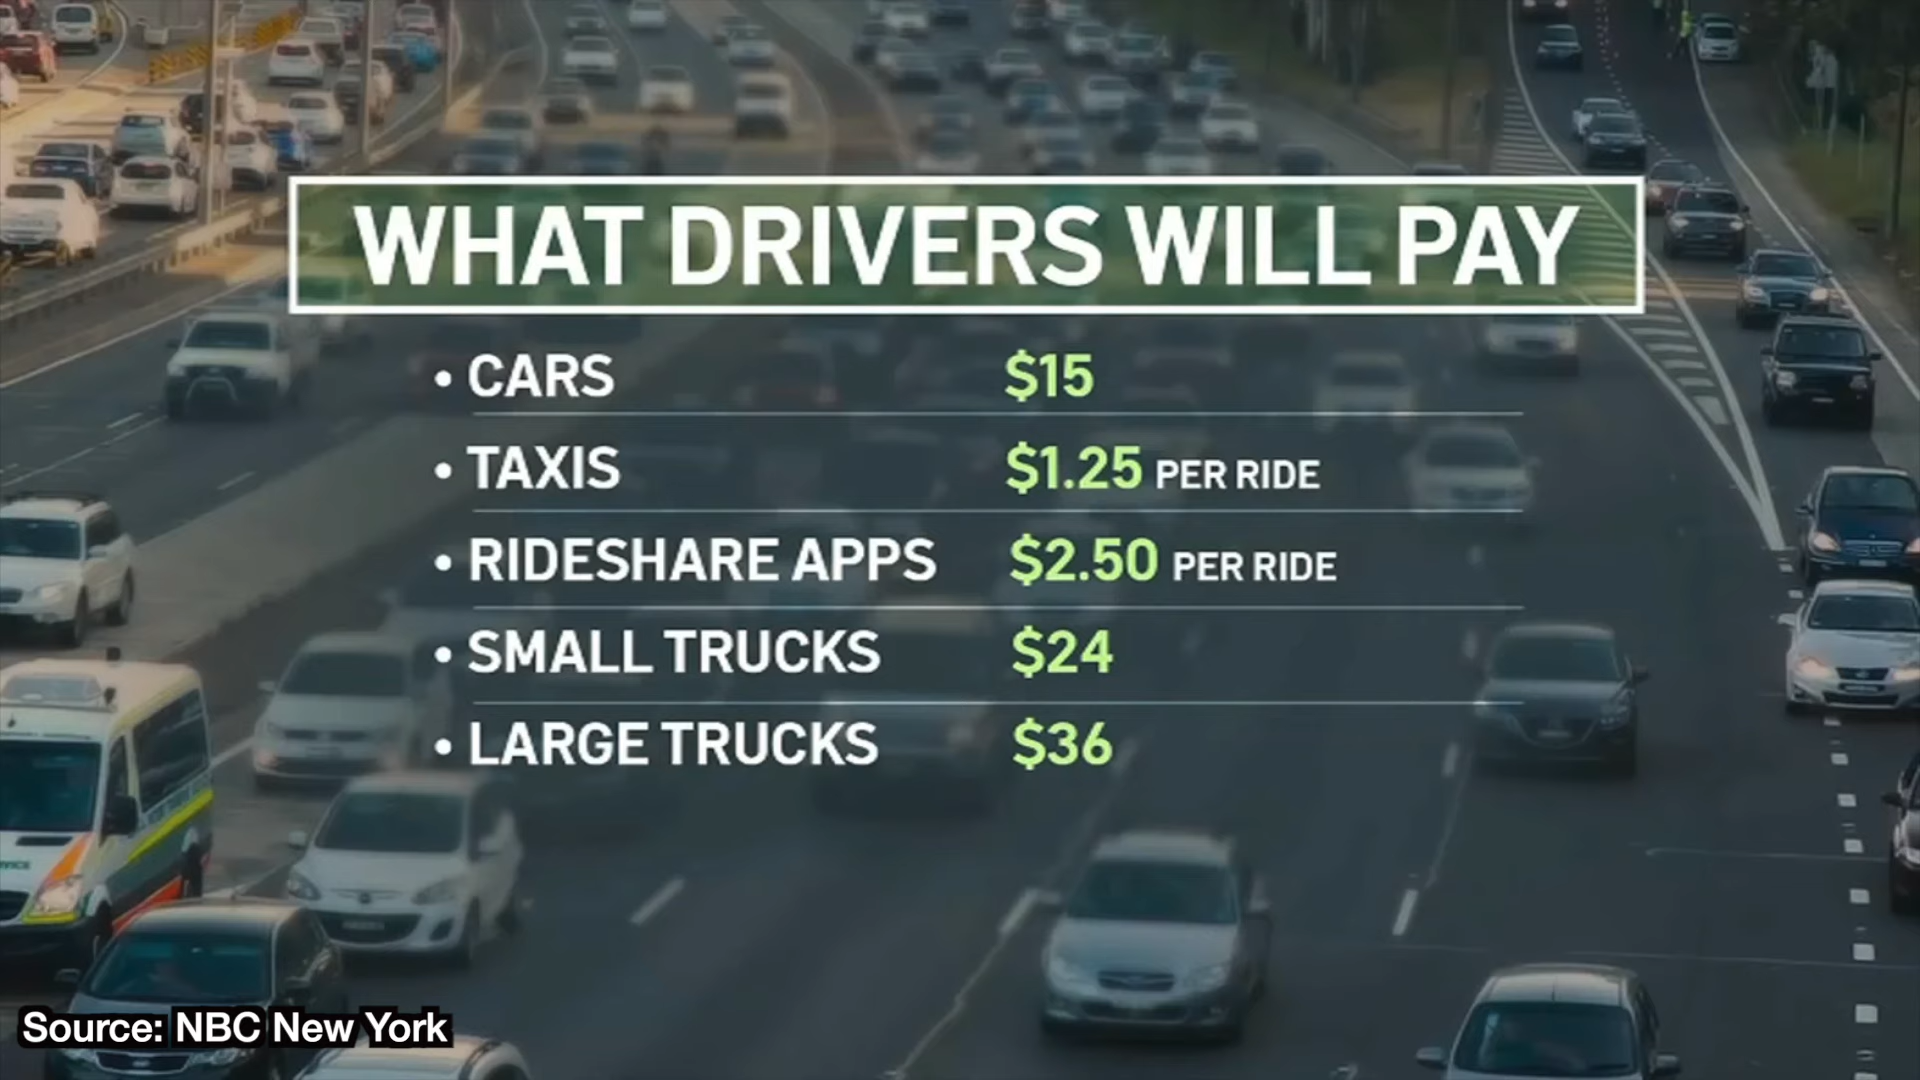 WHAT DRIVERS WILL PAY
• CARS $15
• TAXIS $1.25 PER RIDE
• RIDESHARE APPS $2.50 PER RIDE
• SMALL TRUCKS $24
• LARGE TRUCKS $36
Source: NBC New York